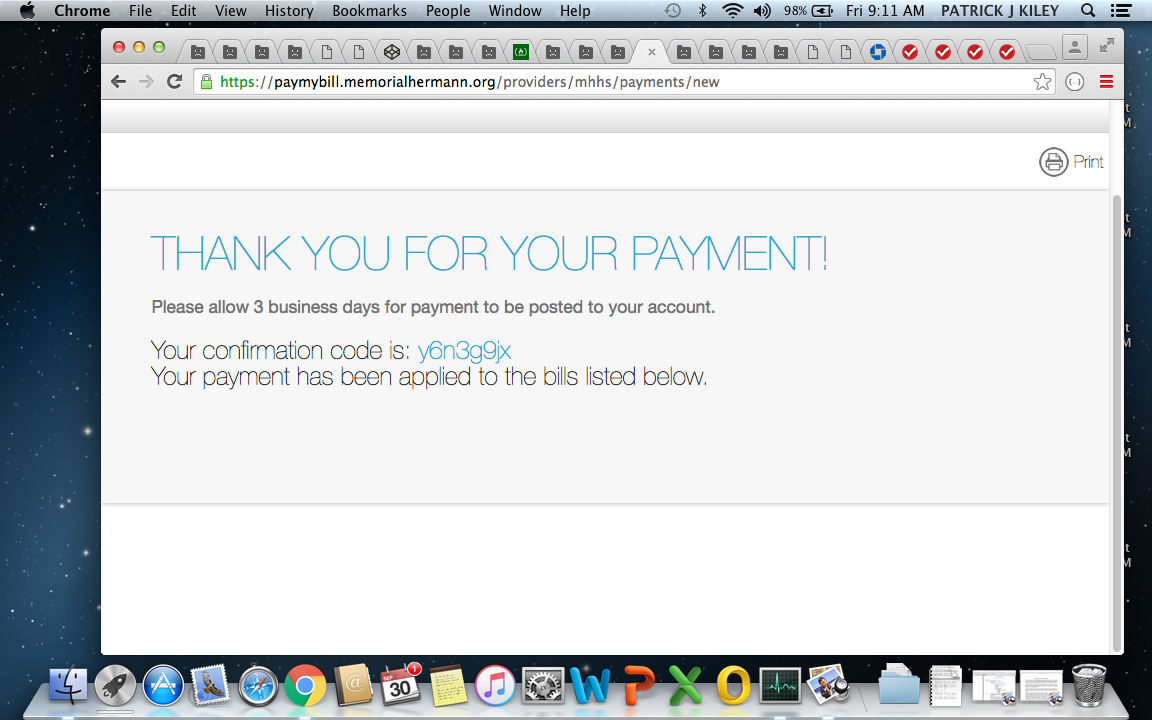 Chrome File Edit View History Bookmarks People Window Help 98% Fri 9:11 AM PATRICK J KILEY
https://paymybill.memorialhermann.org/providers/mhhs/payments/new
Print
THANK YOU FOR YOUR PAYMENT!
Please allow 3 business days for payment to be posted to your account.
Your confirmation code is: y6n3g9jx
Your payment has been applied to the bills listed below.
SEP
30
1